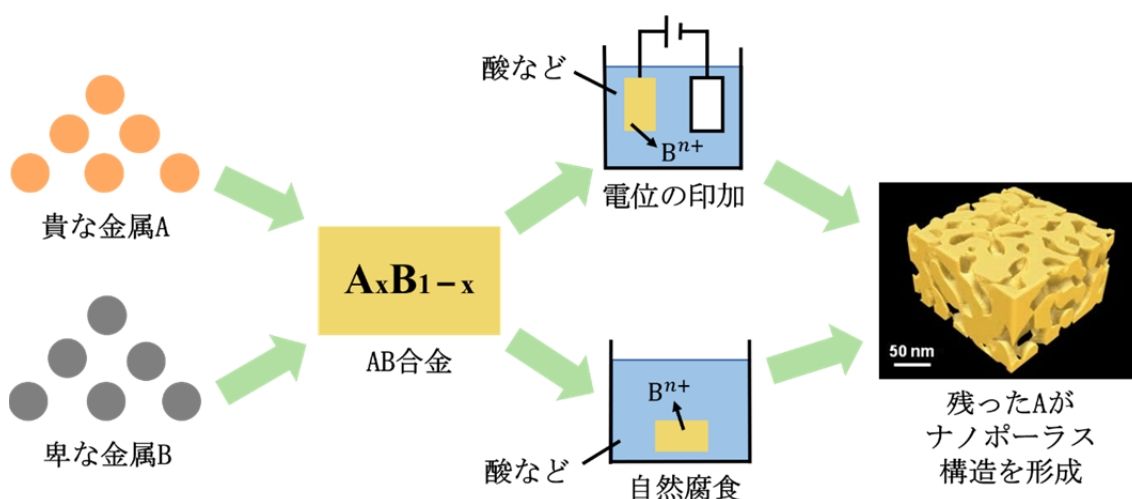 貴な金属A
卑な金属B
AxB1−x
AB合金
酸など
Bn+
電位の印加
Bn+
酸など
自然腐食
50 nm
残ったAが
ナノポーラス
構造を形成